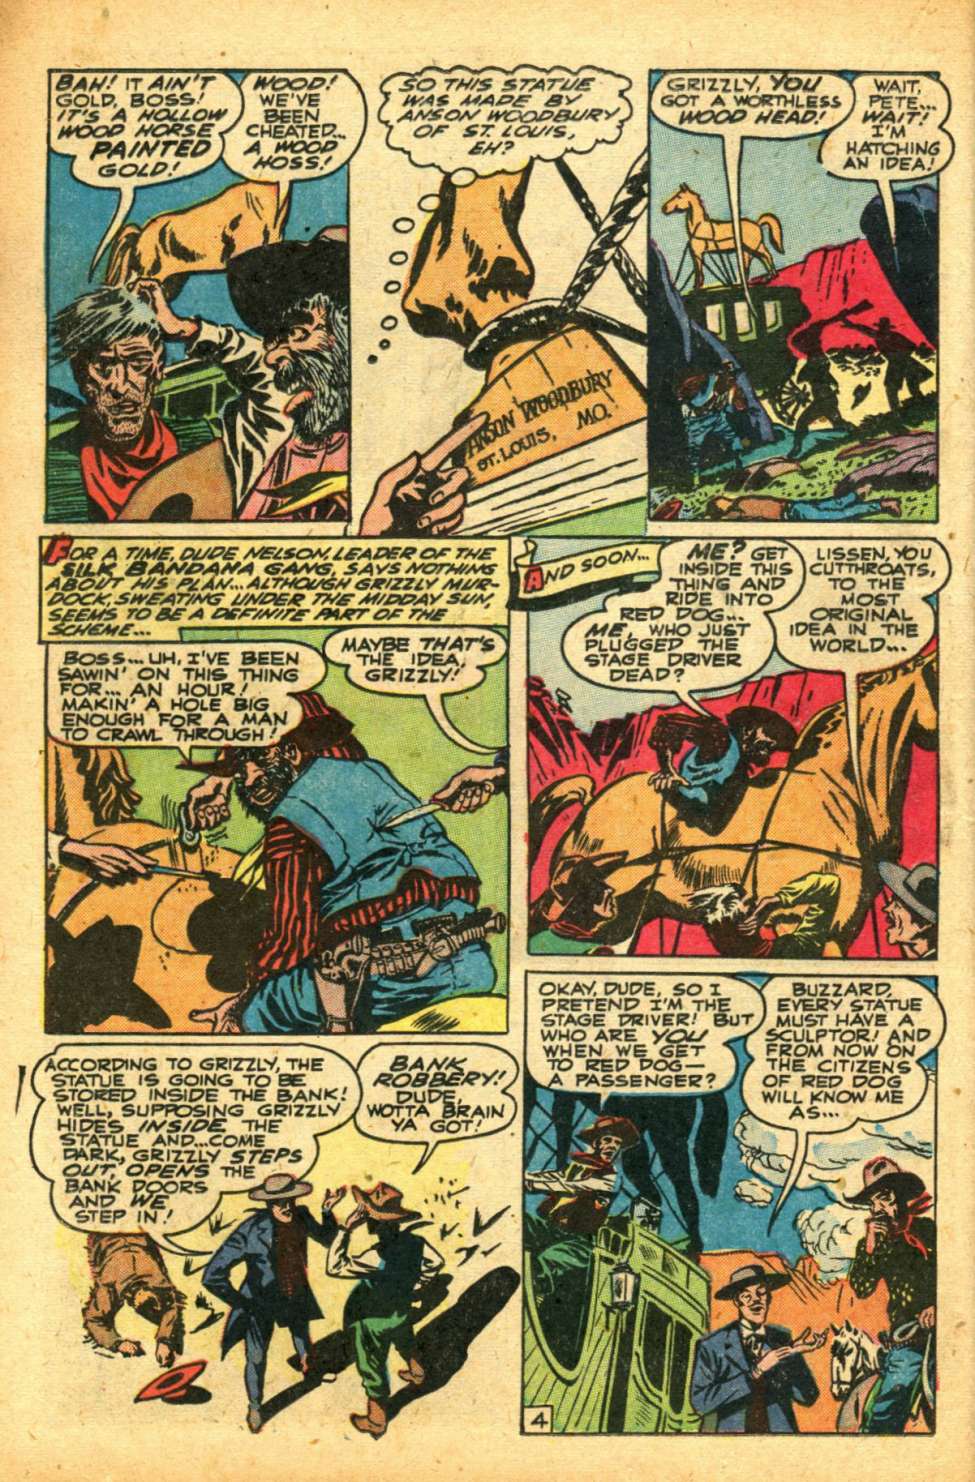 BAH! IT AIN'T
GOLD, BOSS!
IT'S A HOLLOW
WOOD HORSE
PAINTED
GOLD!
WOOD!
WE'VE
BEEN
CHEATED...
A WOOD
HOSS!
SO THIS STATUE
WAS MADE BY
ANSON WOODBURY
OF ST. LOUIS,
EH?
ANSON WOODBURY
ST. LOUIS, MO.
GRIZZLY, YOU
GOT A WORTHLESS
WOOD HEAD!
WAIT,
PETE...
WAIT!
I'M
HATCHING
AN IDEA!
FOR A TIME, DUDE NELSON, LEADER OF THE
SILK BANDANA GANG, SAYS NOTHING
ABOUT HIS PLAN... ALTHOUGH GRIZZLY MUR-
DOCK, SWEATING UNDER THE MIDDAY SUN,
SEEMS TO BE A DEFINITE PART OF THE
SCHEME...
BOSS... UH, I'VE BEEN
SAWIN' ON THIS THING
FOR... AN HOUR!
MAKIN' A HOLE BIG
ENOUGH FOR A MAN
TO CRAWL THROUGH!
MAYBE THAT'S
THE IDEA,
GRIZZLY!
AND SOON...
ME? GET
INSIDE THIS
THING AND
RIDE INTO
RED DOG...
ME, WHO JUST
PLUGGED THE
STAGE DRIVER
DEAD?
LISSEN, YOU
CUTTHROATS,
TO THE
MOST
ORIGINAL
IDEA IN THE
WORLD...
ACCORDING TO GRIZZLY, THE
STATUE IS GOING TO BE
STORED INSIDE THE BANK!
WELL, SUPPOSING GRIZZLY
HIDES INSIDE THE
STATUE AND... COME
DARK, GRIZZLY STEPS
OUT, OPENS THE
BANK DOORS
AND WE
STEP IN!
BANK
ROBBERY!
DUDE,
WOTTA BRAIN
YA GOT!
OKAY, DUDE, SO I
PRETEND I'M THE
STAGE DRIVER! BUT
WHO ARE YOU
WHEN WE GET
TO RED DOG—
A PASSENGER?
BUZZARD,
EVERY STATUE
MUST HAVE A
SCULPTOR! AND
FROM NOW ON
THE CITIZENS
OF RED DOG
WILL KNOW ME
AS...
4